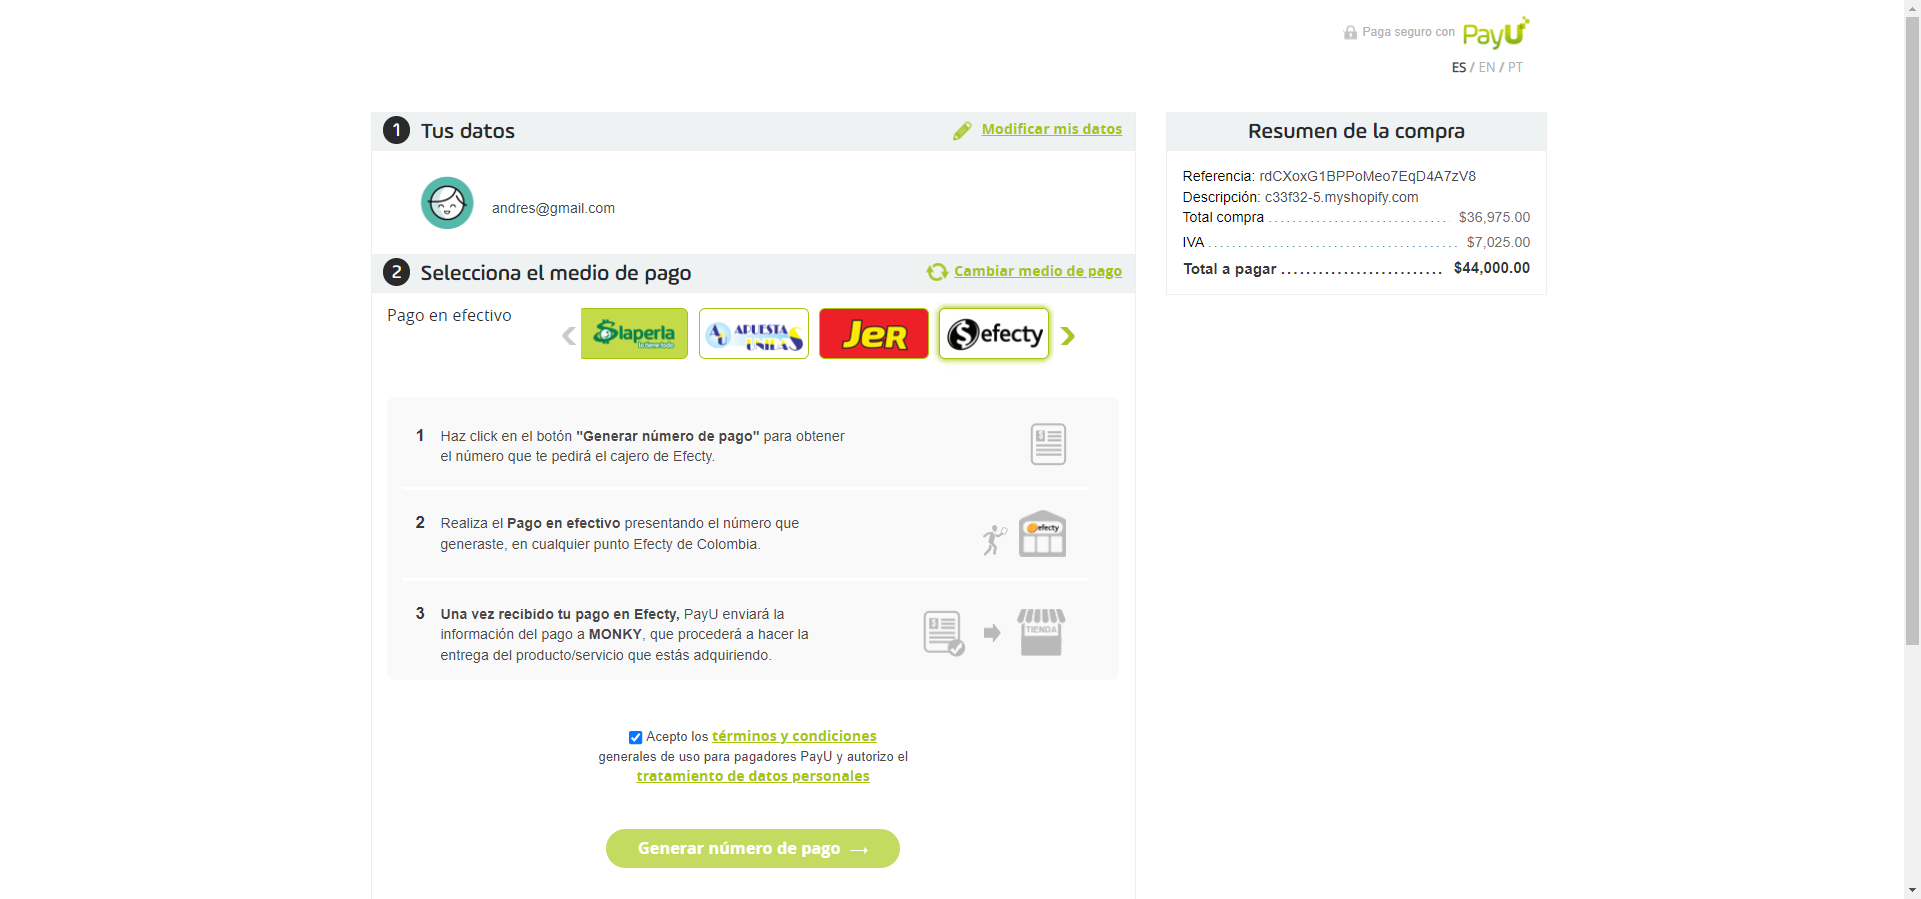 Paga seguro con PayU
ES / EN / PT
1 Tus datos
Modificar mis datos
andres@gmail.com
2 Selecciona el medio de pago
Cambiar medio de pago
Pago en efectivo
laperla
lo tiene todo
APUESTAS
UNIDAS
JER
efecty
1 Haz click en el botón "Generar número de pago" para obtener
el número que te pedirá el cajero de Efecty.
2 Realiza el Pago en efectivo presentando el número que
generaste, en cualquier punto Efecty de Colombia.
efecty
3 Una vez recibido tu pago en Efecty, PayU enviará la
información del pago a MONKY, que procederá a hacer la
entrega del producto/servicio que estás adquiriendo.
TIENDA
Acepto los términos y condiciones
generales de uso para pagadores PayU y autorizo el
tratamiento de datos personales
Generar número de pago →
Resumen de la compra
Referencia: rdCXoxG1BPPoMeo7EqD4A7zV8
Descripción: c33f32-5.myshopify.com
Total compra $36,975.00
IVA $7,025.00
Total a pagar $44,000.00